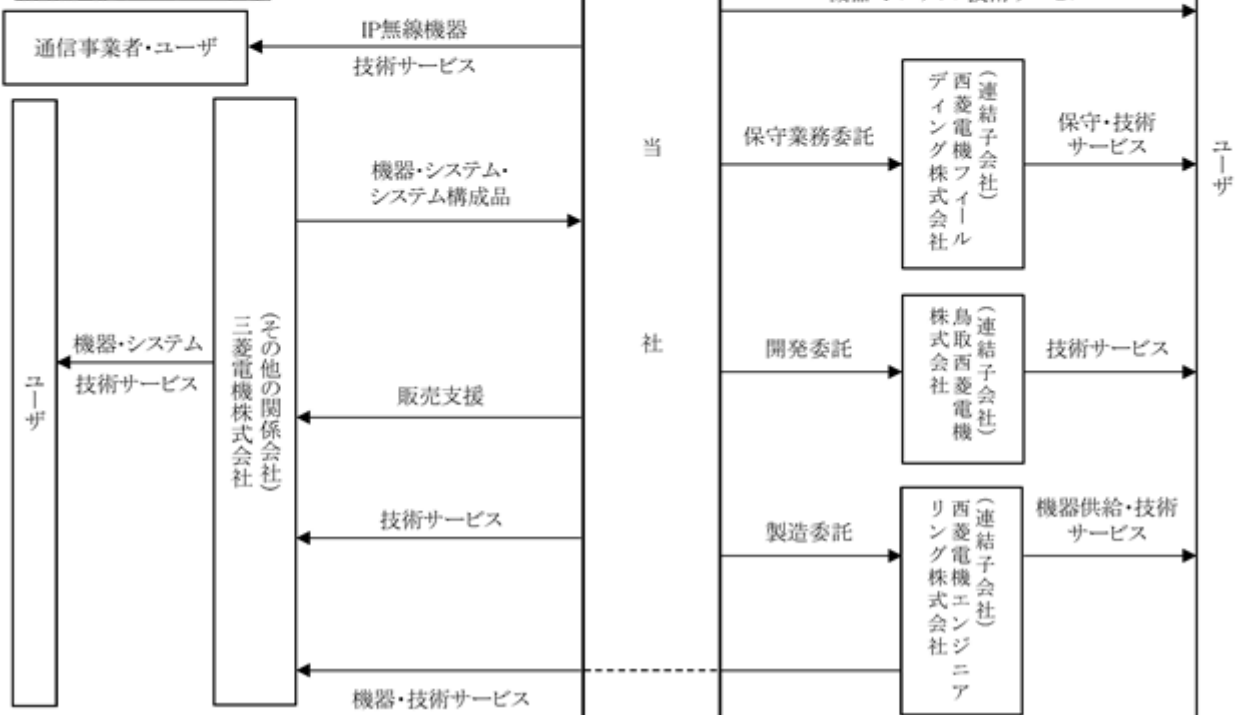 通信事業者・ユーザ
IP無線機器
技術サービス
ユーザ
機器・システム
技術サービス
(その他の関係会社)
三菱電機株式会社
機器・システム・
システム構成品
販売支援
技術サービス
機器・技術サービス
当
社
保守業務委託
(連結子会社)
西菱電機フィール
ディング株式会社
保守・技術
サービス
開発委託
(連結子会社)
鳥取西菱電機
株式会社
技術サービス
製造委託
(連結子会社)
西菱電機エンジニア
リング株式会社
機器供給・技術
サービス
ユーザ